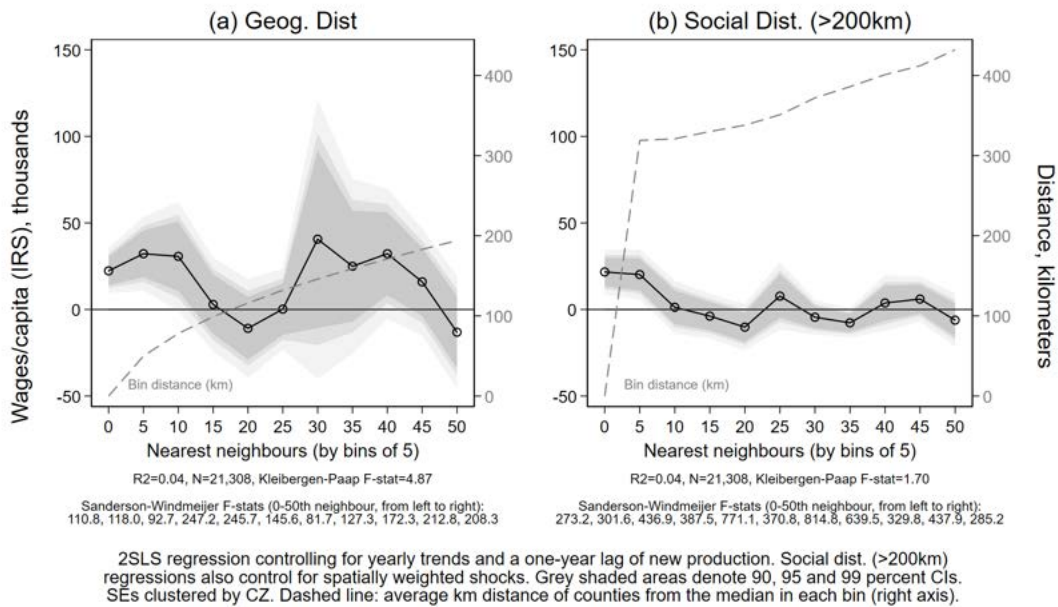 (a) Geog. Dist
(b) Social Dist. (>200km)
Wages/capita (IRS), thousands
150
100
50
0
-50
400
300
200
100
0
Bin distance (km)
0 5 10 15 20 25 30 35 40 45 50
Nearest neighbours (by bins of 5)
R2=0.04, N=21,308, Kleibergen-Paap F-stat=4.87
Sanderson-Windmeijer F-stats (0-50th neighbour, from left to right):
110.8, 118.0, 92.7, 247.2, 245.7, 145.6, 81.7, 127.3, 172.3, 212.8, 208.3
150
100
50
0
-50
400
300
200
100
0
Distance, kilometers
Bin distance (km)
0 5 10 15 20 25 30 35 40 45 50
Nearest neighbours (by bins of 5)
R2=0.04, N=21,308, Kleibergen-Paap F-stat=1.70
Sanderson-Windmeijer F-stats (0-50th neighbour, from left to right):
273.2, 301.6, 436.9, 387.5, 771.1, 370.8, 814.8, 639.5, 329.8, 437.9, 285.2
2SLS regression controlling for yearly trends and a one-year lag of new production. Social dist. (>200km)
regressions also control for spatially weighted shocks. Grey shaded areas denote 90, 95 and 99 percent CIs.
SEs clustered by CZ. Dashed line: average km distance of counties from the median in each bin (right axis).